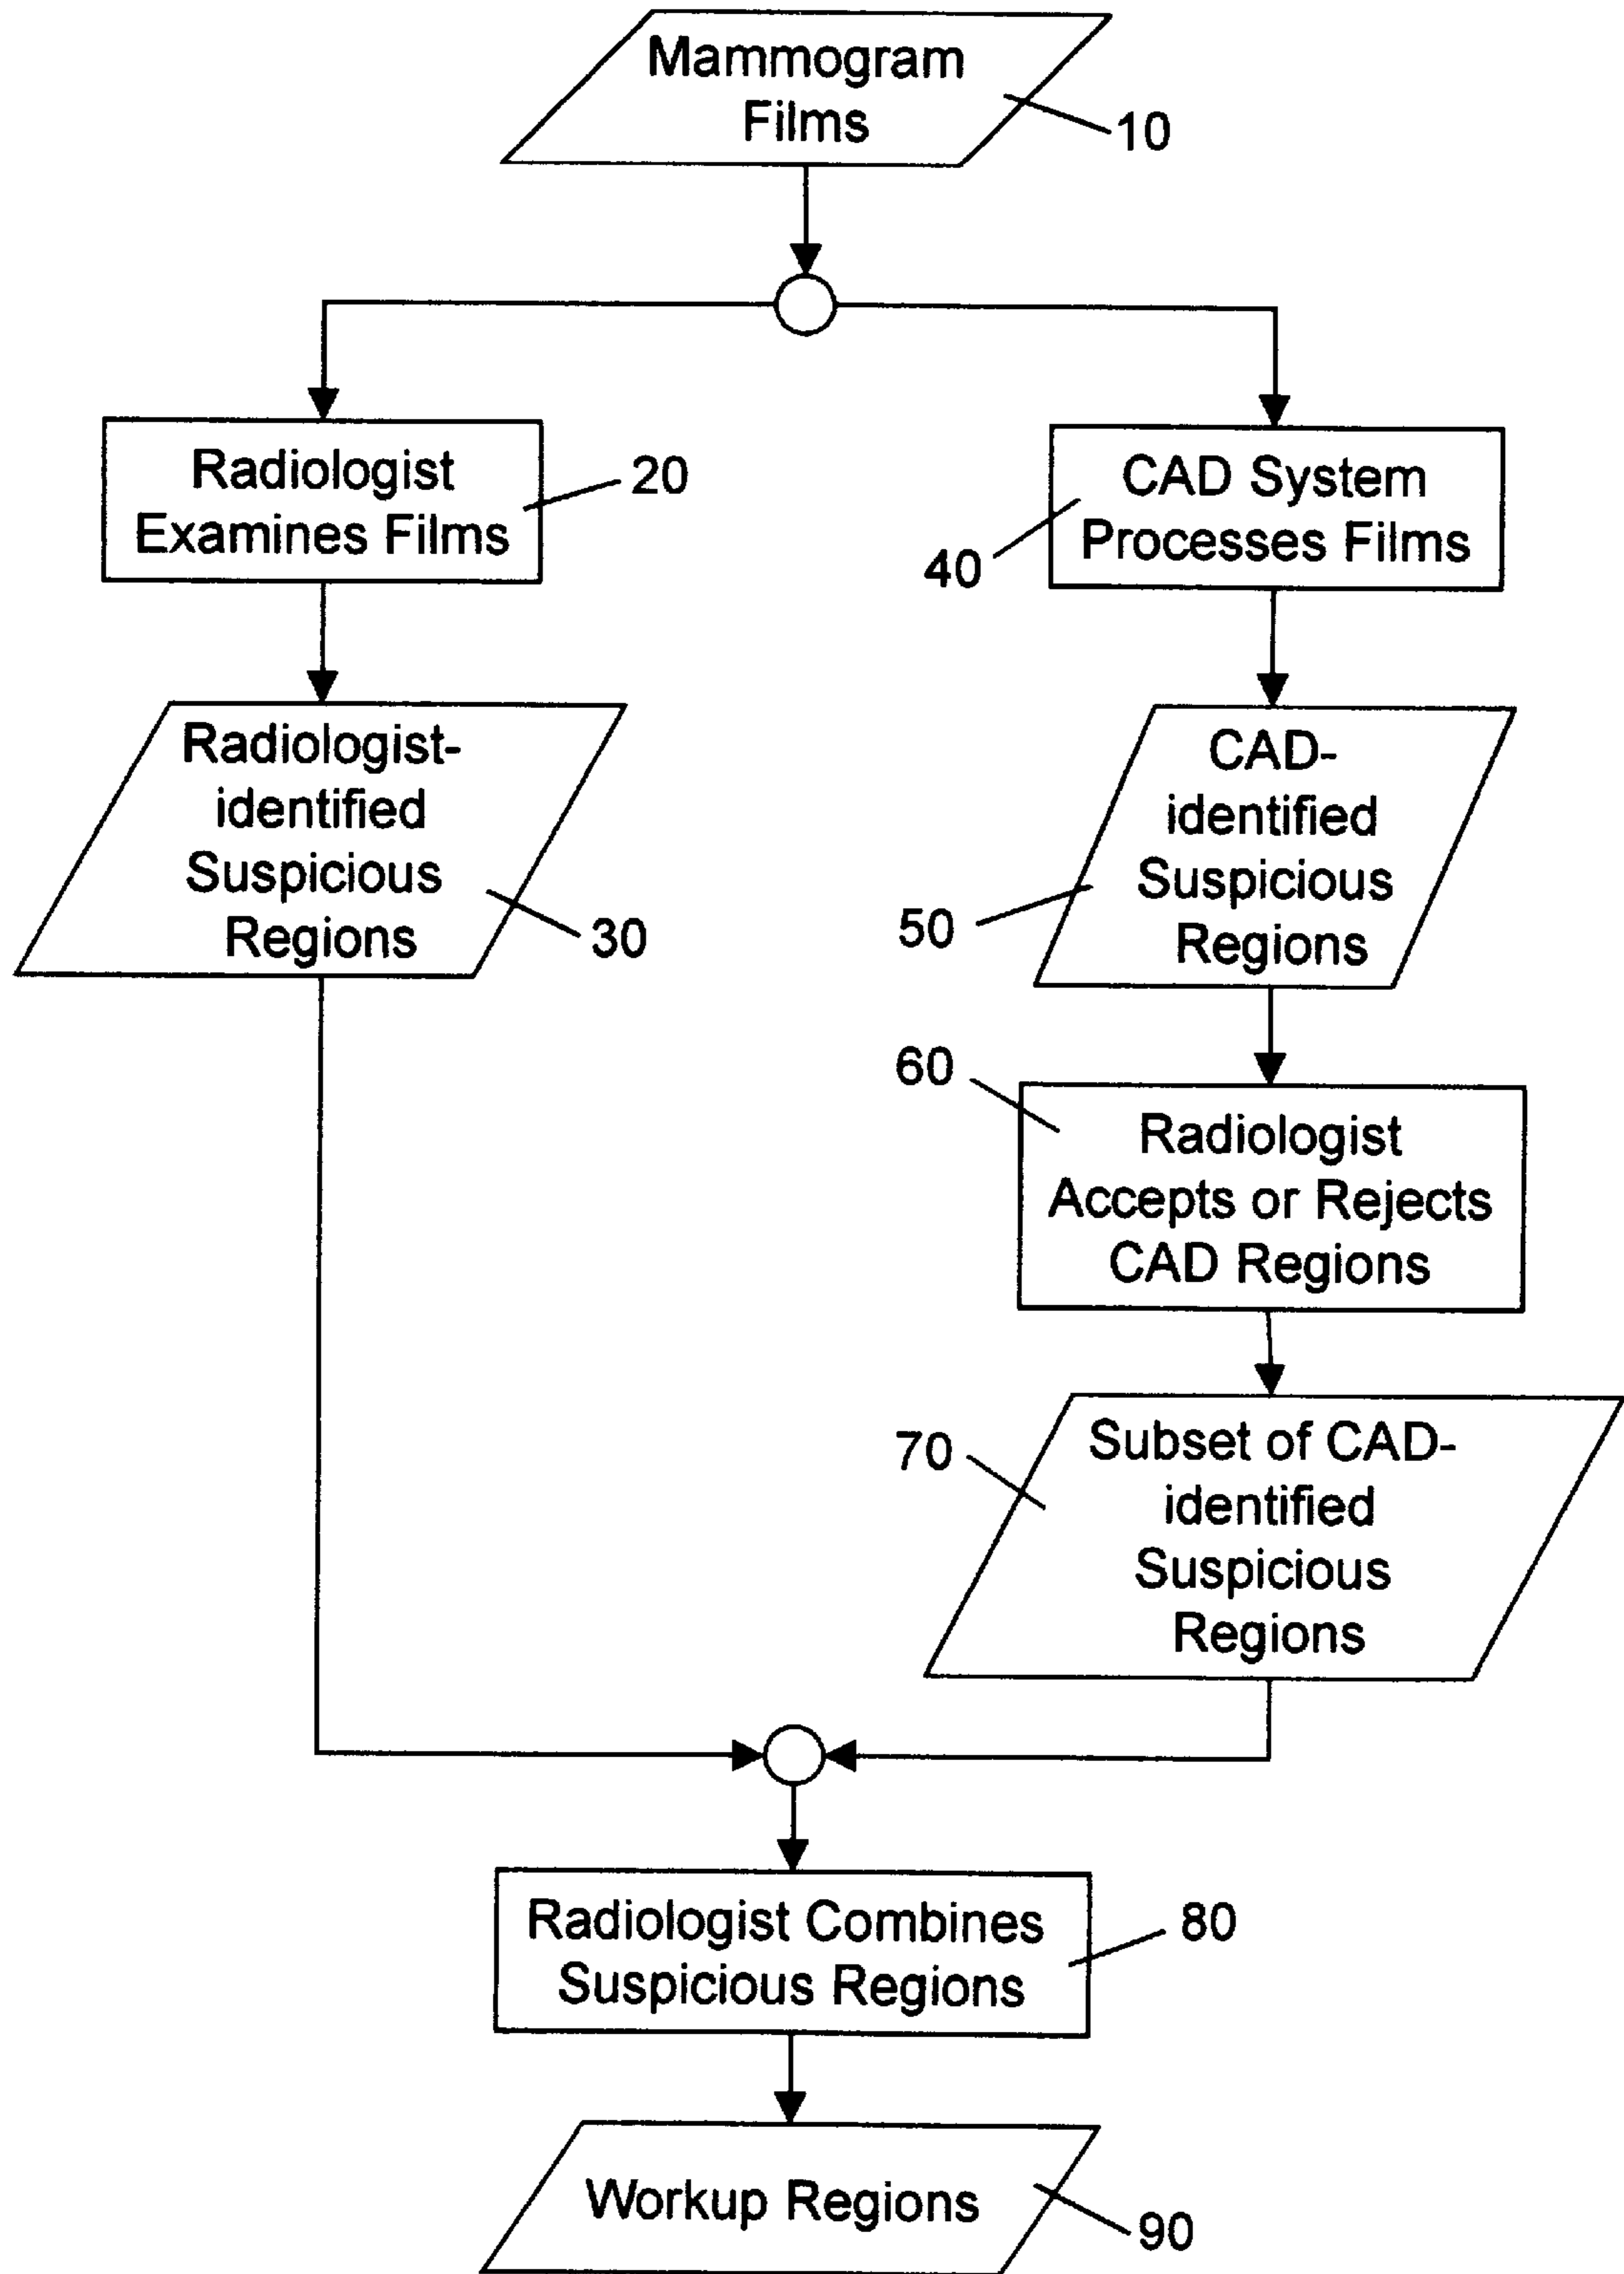 Mammogram
Films
10
Radiologist
Examines Films
20
CAD System
Processes Films
40
Radiologist-
identified
Suspicious
Regions
30
CAD-
identified
Suspicious
Regions
50
60
Radiologist
Accepts or Rejects
CAD Regions
70
Subset of CAD-
identified
Suspicious
Regions
Radiologist Combines
Suspicious Regions
80
Workup Regions
90